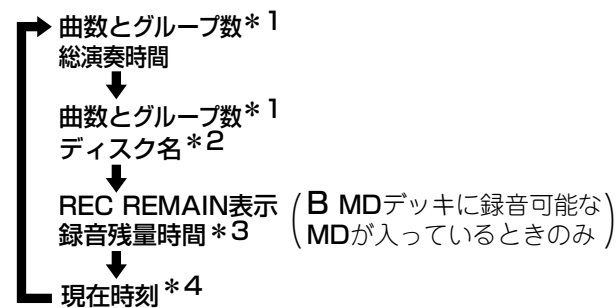 曲数とグループ数*1
総演奏時間
曲数とグループ数*1
ディスク名*2
REC REMAIN表示 (B MDデッキに録音可能な
録音残量時間*3 MDが入っているときのみ)
現在時刻*4